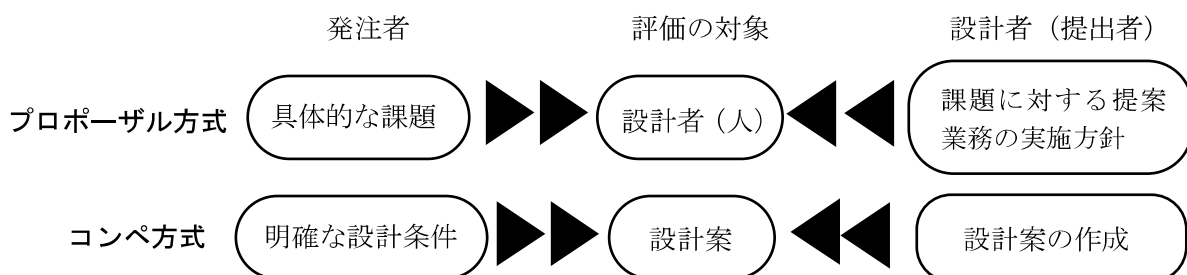 発注者 評価の対象 設計者（提出者）
プロポーザル方式 具体的な課題 設計者（人） 課題に対する提案
業務の実施方針
コンペ方式 明確な設計条件 設計案 設計案の作成